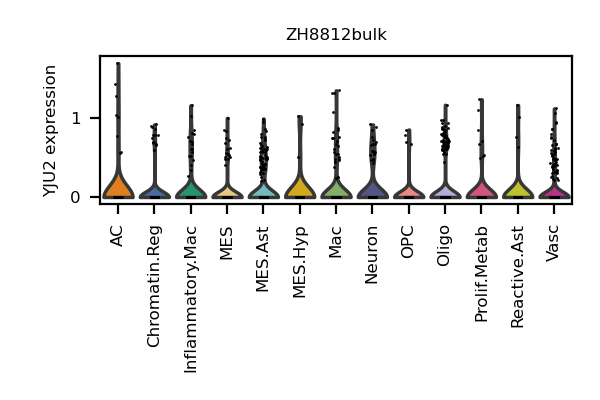 ZH8812bulk
YJU2 expression
1
0
AC
Chromatin.Reg
Inflammatory.Mac
MES
MES.Ast
MES.Hyp
Mac
Neuron
OPC
Oligo
Prolif.Metab
Reactive.Ast
Vasc